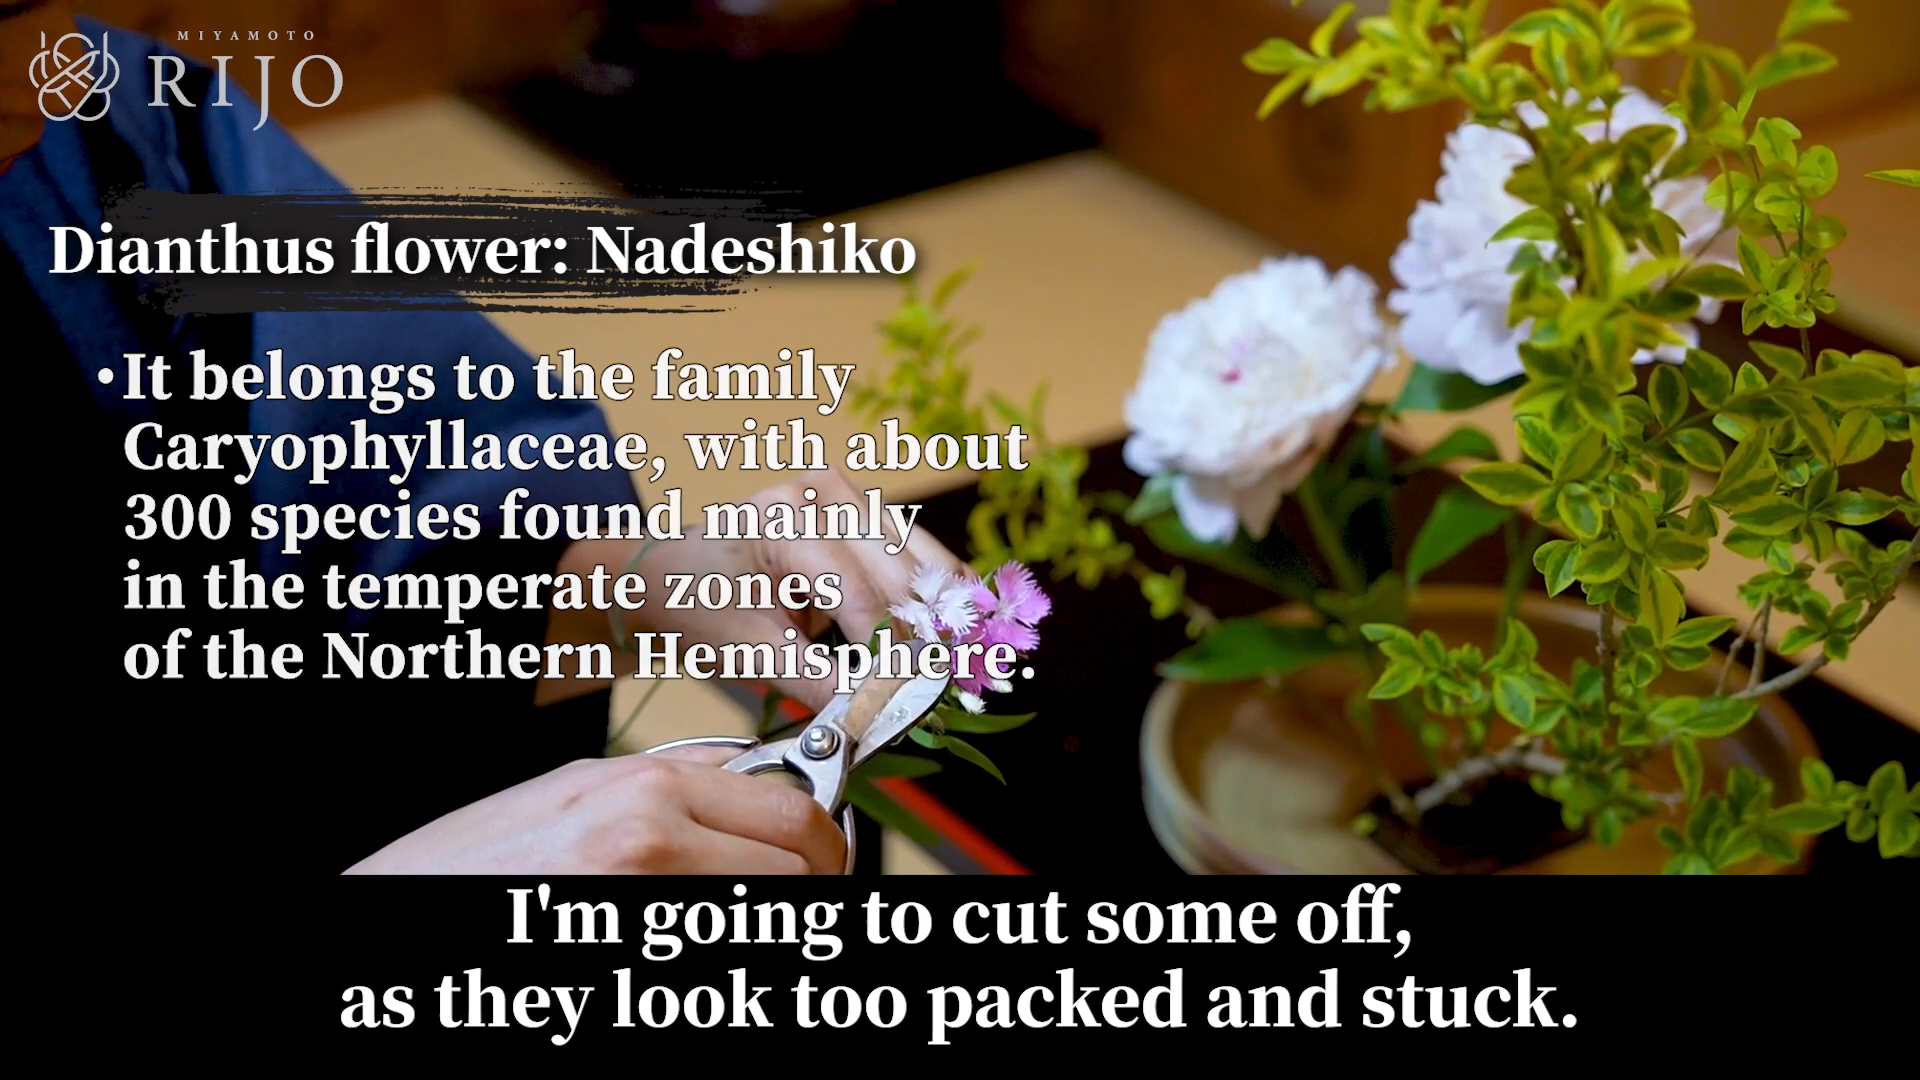 MIYAMOTO
RIJO
Dianthus flower: Nadeshiko
•It belongs to the family
Caryophyllaceae, with about
300 species found mainly
in the temperate zones
of the Northern Hemisphere.
I'm going to cut some off,
as they look too packed and stuck.